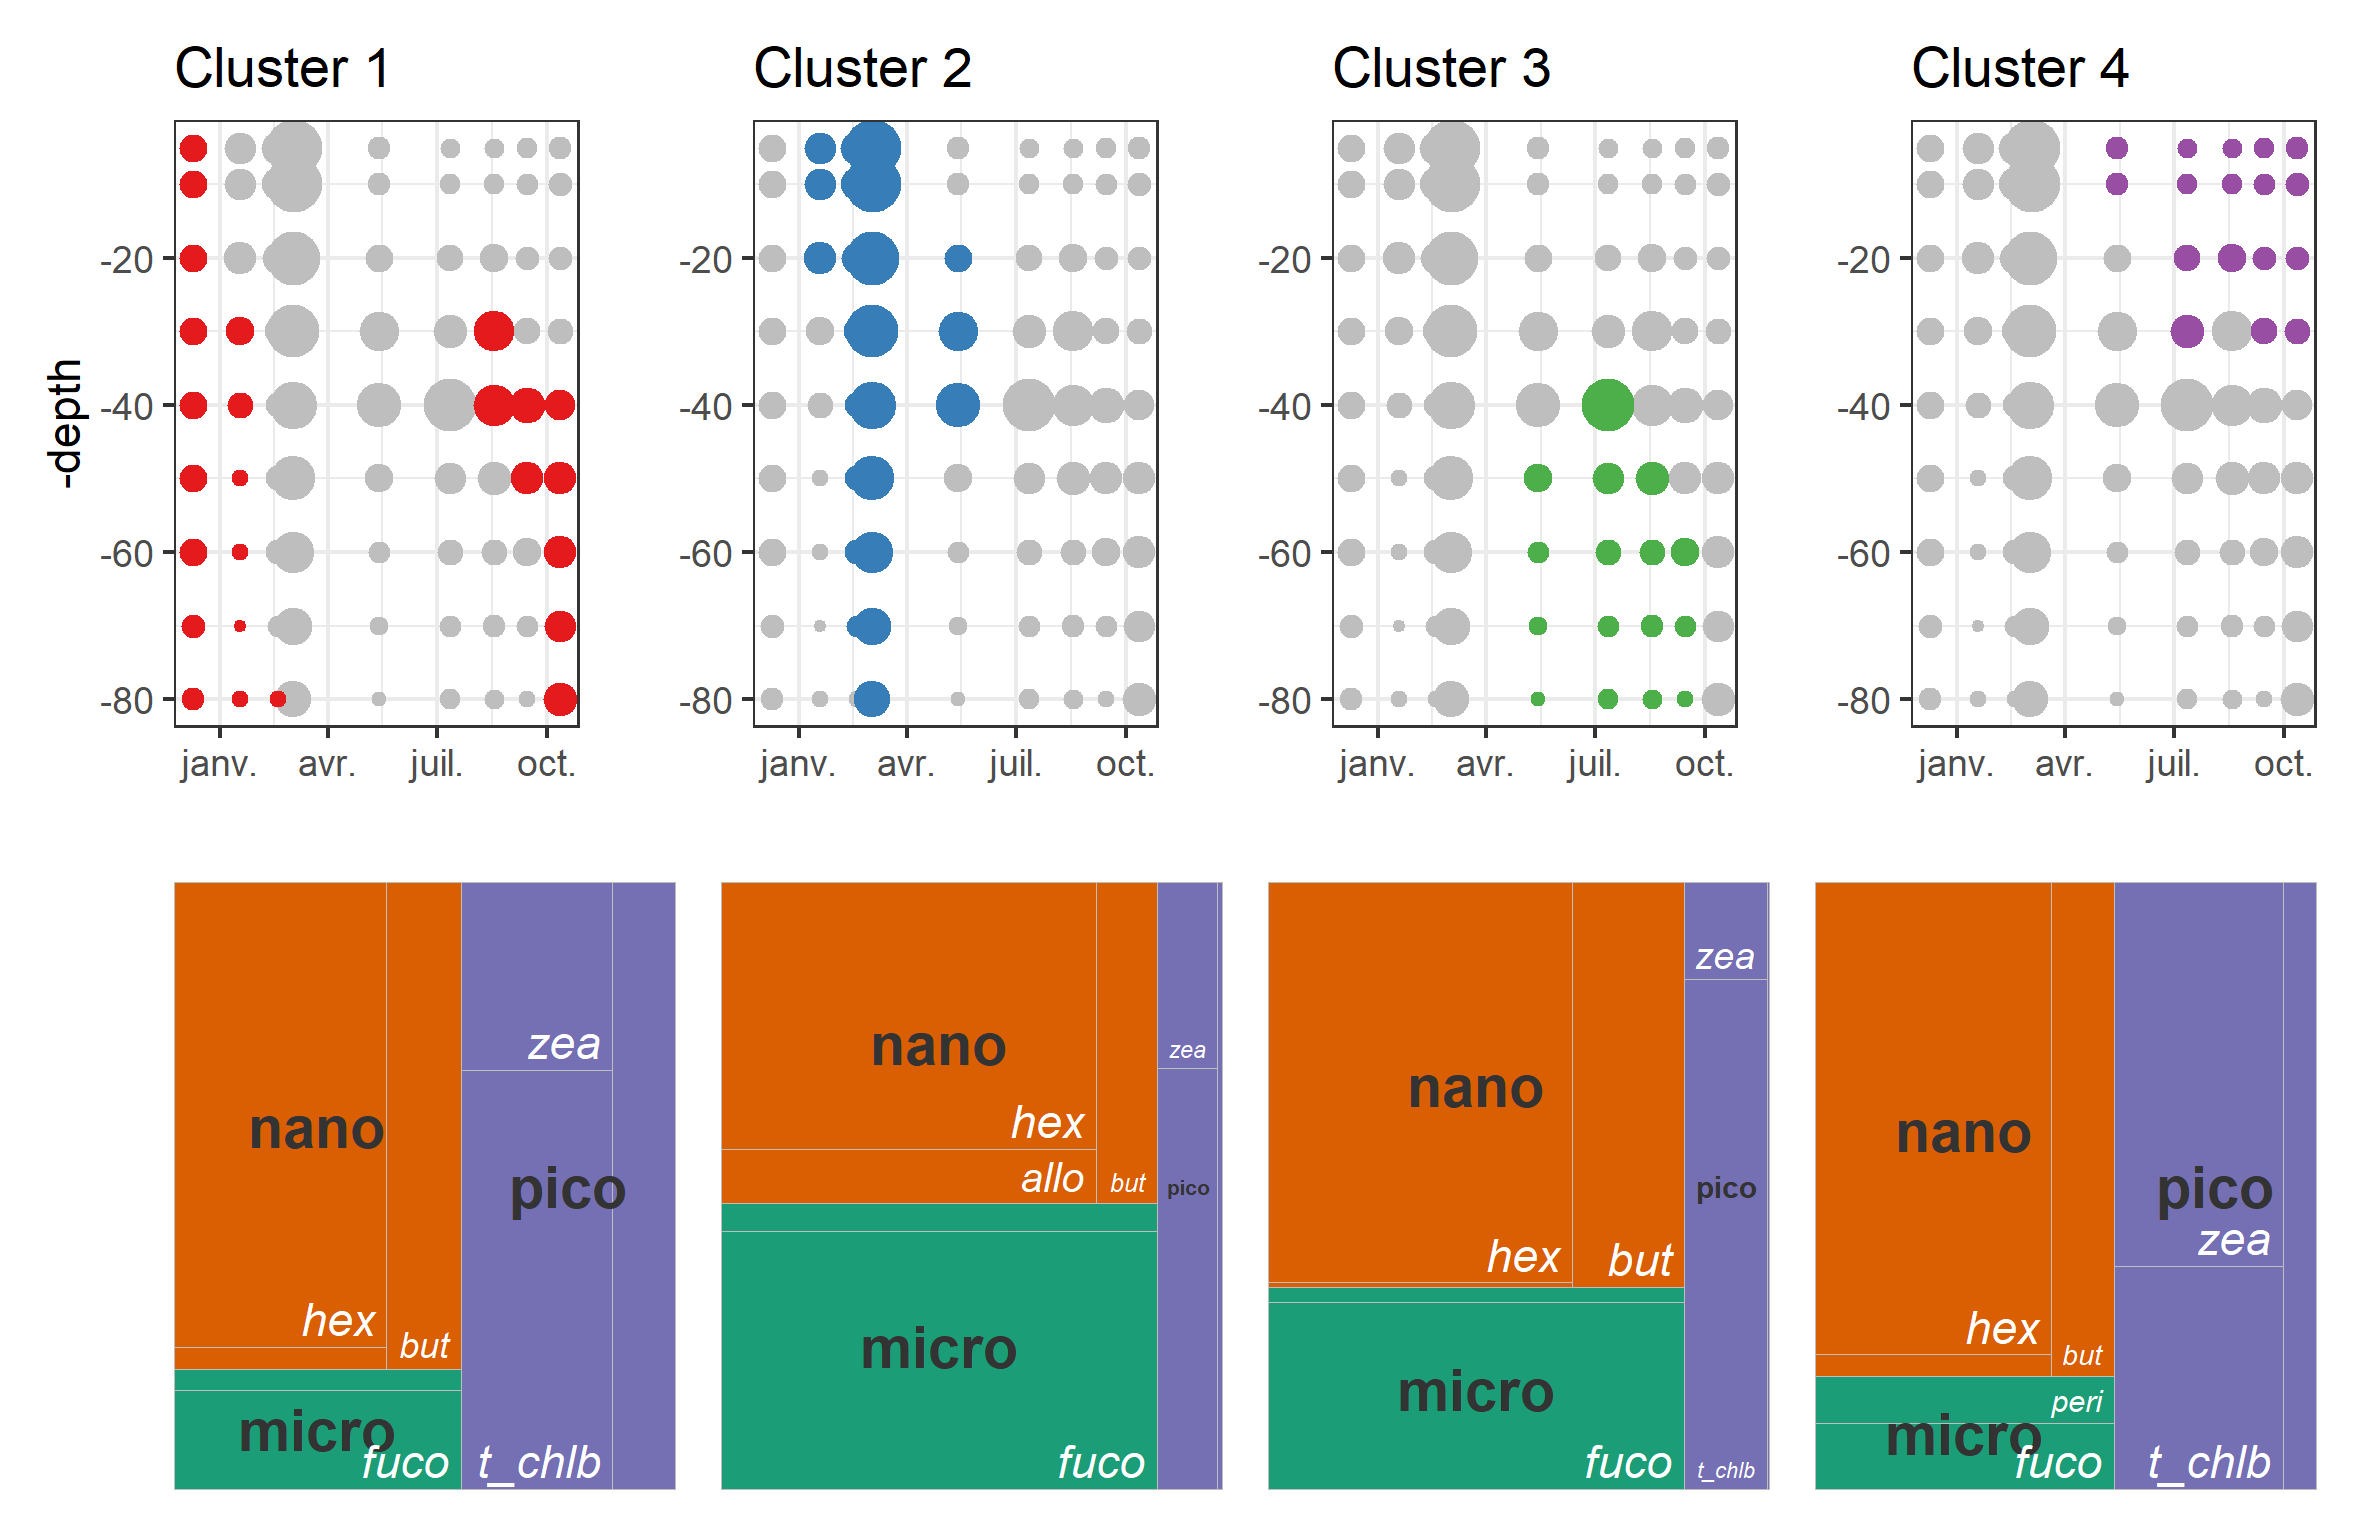 Cluster 1 Cluster 2 Cluster 3 Cluster 4
-20 -20 -20 -20
-depth
-40 -40 -40 -40
-60 -60 -60 -60
-80 -80 -80 -80
janv. avr. juil. oct. janv. avr. juil. oct. janv. avr. juil. oct. janv. avr. juil. oct.
nano
hex
but
micro
fuco
zea
pico
t_chlb
nano
hex
allo
but
micro
fuco
zea
pico
nano
hex
but
micro
fuco
zea
pico
t_chlb
nano
hex
but
peri
micro
fuco
pico
zea
t_chlb